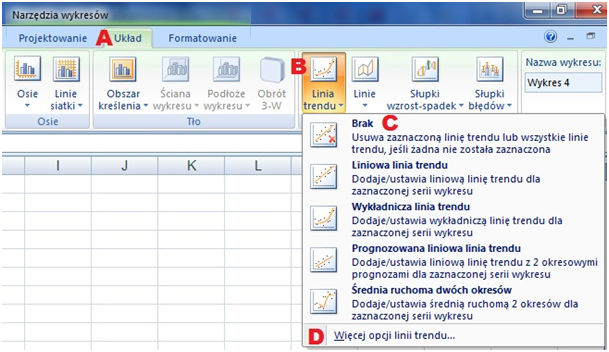 Narzędzia wykresów
Projektowanie A Układ Formatowanie
B
Osie Linie siatki
Obszar kreślenia Ściana wykresu Podłoże wykresu Obrót 3-W
Linia trendu Linie Słupki wzrost-spadek Słupki błędów
Nazwa wykresu:
Wykres 4
Osie Tło
Brak C
Usuwa zaznaczoną linię trendu lub wszystkie linie
trendu, jeśli żadna nie została zaznaczona
I J K L
Liniowa linia trendu
Dodaje/ustawia liniową linię trendu dla
zaznaczonej serii wykresu
Wykładnicza linia trendu
Dodaje/ustawia wykładniczą linię trendu dla
zaznaczonej serii wykresu
Prognozowana liniowa linia trendu
Dodaje/ustawia liniową linię trendu z 2 okresowymi
prognozami dla zaznaczonej serii wykresu
Średnia ruchoma dwóch okresów
Dodaje/ustawia średnią ruchomą 2 okresów dla
zaznaczonej serii wykresu
D Więcej opcji linii trendu...